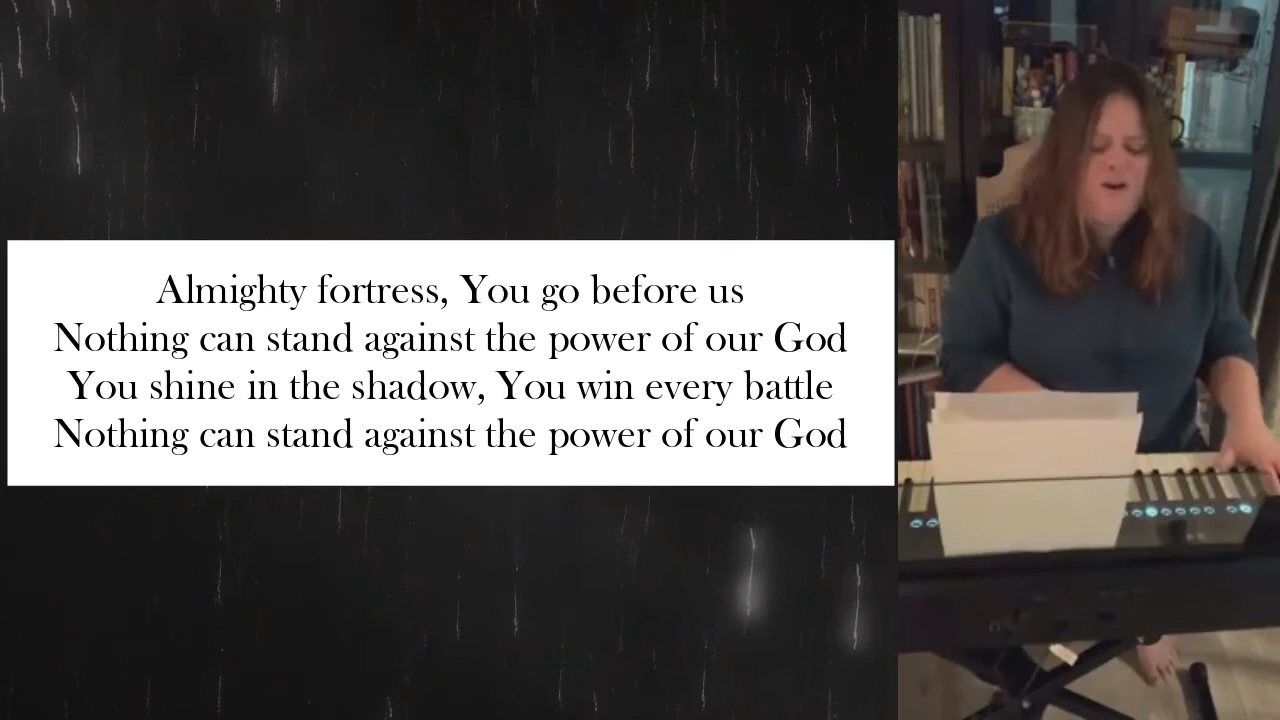 Almighty fortress, You go before us
Nothing can stand against the power of our God
You shine in the shadow, You win every battle
Nothing can stand against the power of our God